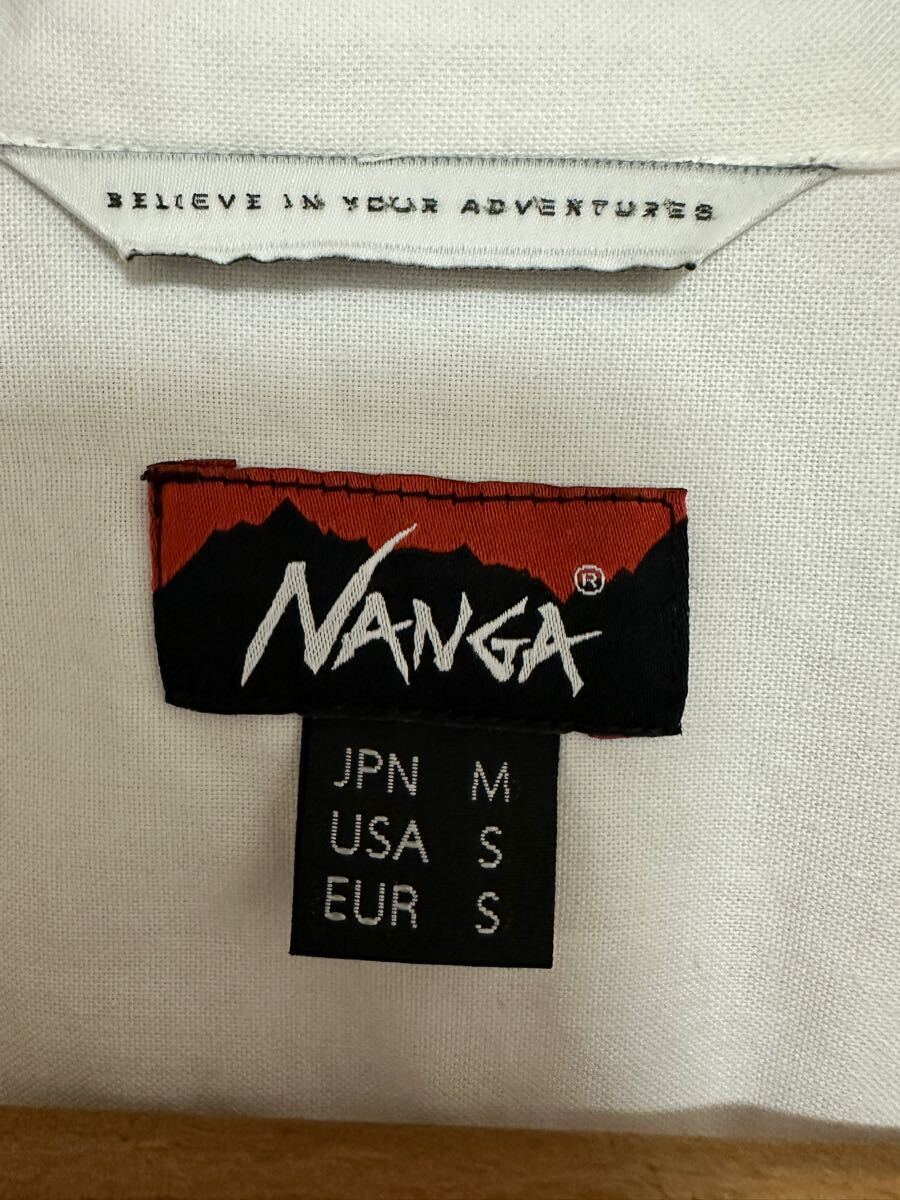 BELIEVE IN YOUR ADVENTURES
NANGA ®
JPN M
USA S
EUR S